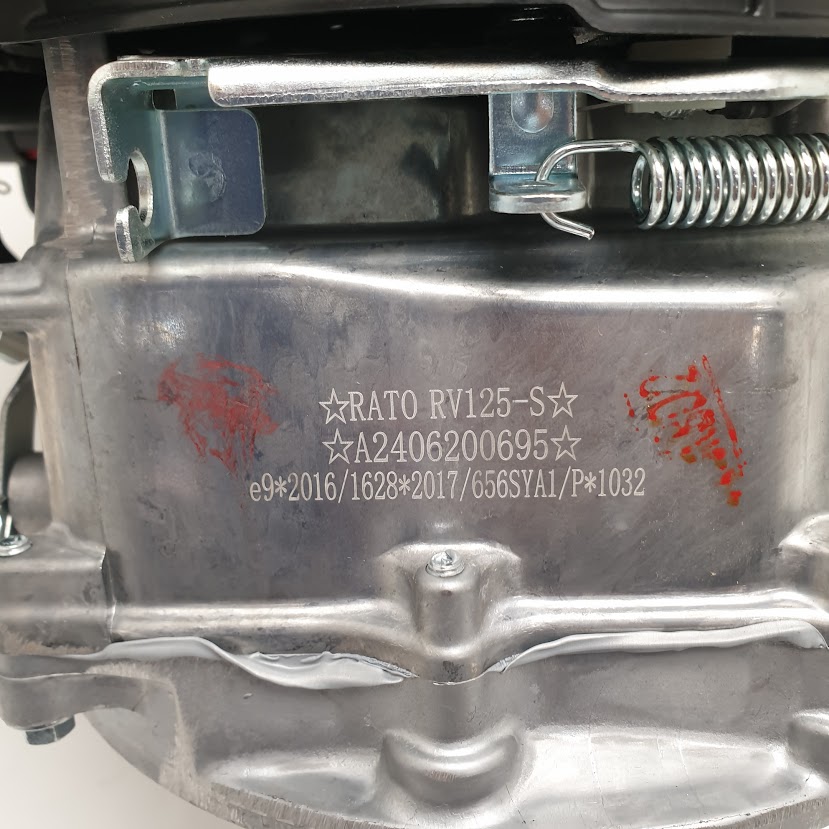 ☆RATO RV125-S☆
☆A2406200695☆
e9*2016/1628*2017/656SYA1/P*1032